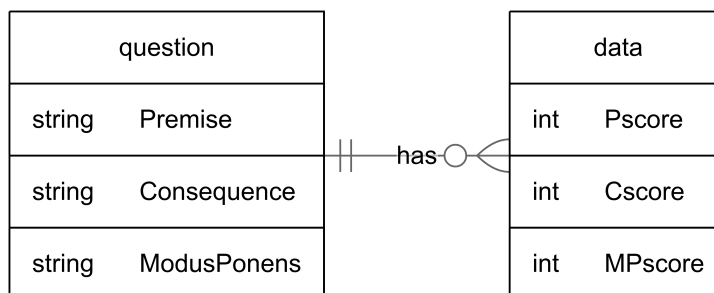 question
string Premise
string Consequence
string ModusPonens
has
data
int Pscore
int Cscore
int MPscore